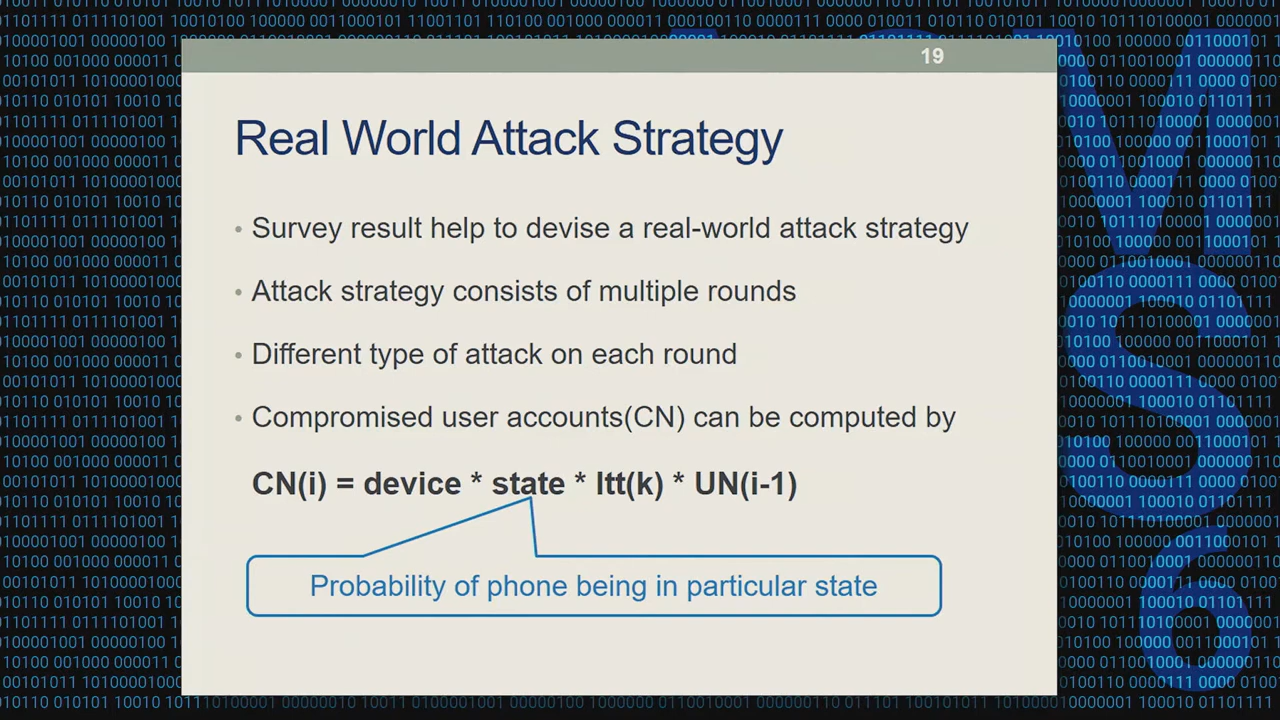 19
Real World Attack Strategy
• Survey result help to devise a real-world attack strategy
• Attack strategy consists of multiple rounds
• Different type of attack on each round
• Compromised user accounts(CN) can be computed by
CN(i) = device * state * Itt(k) * UN(i-1)
Probability of phone being in particular state